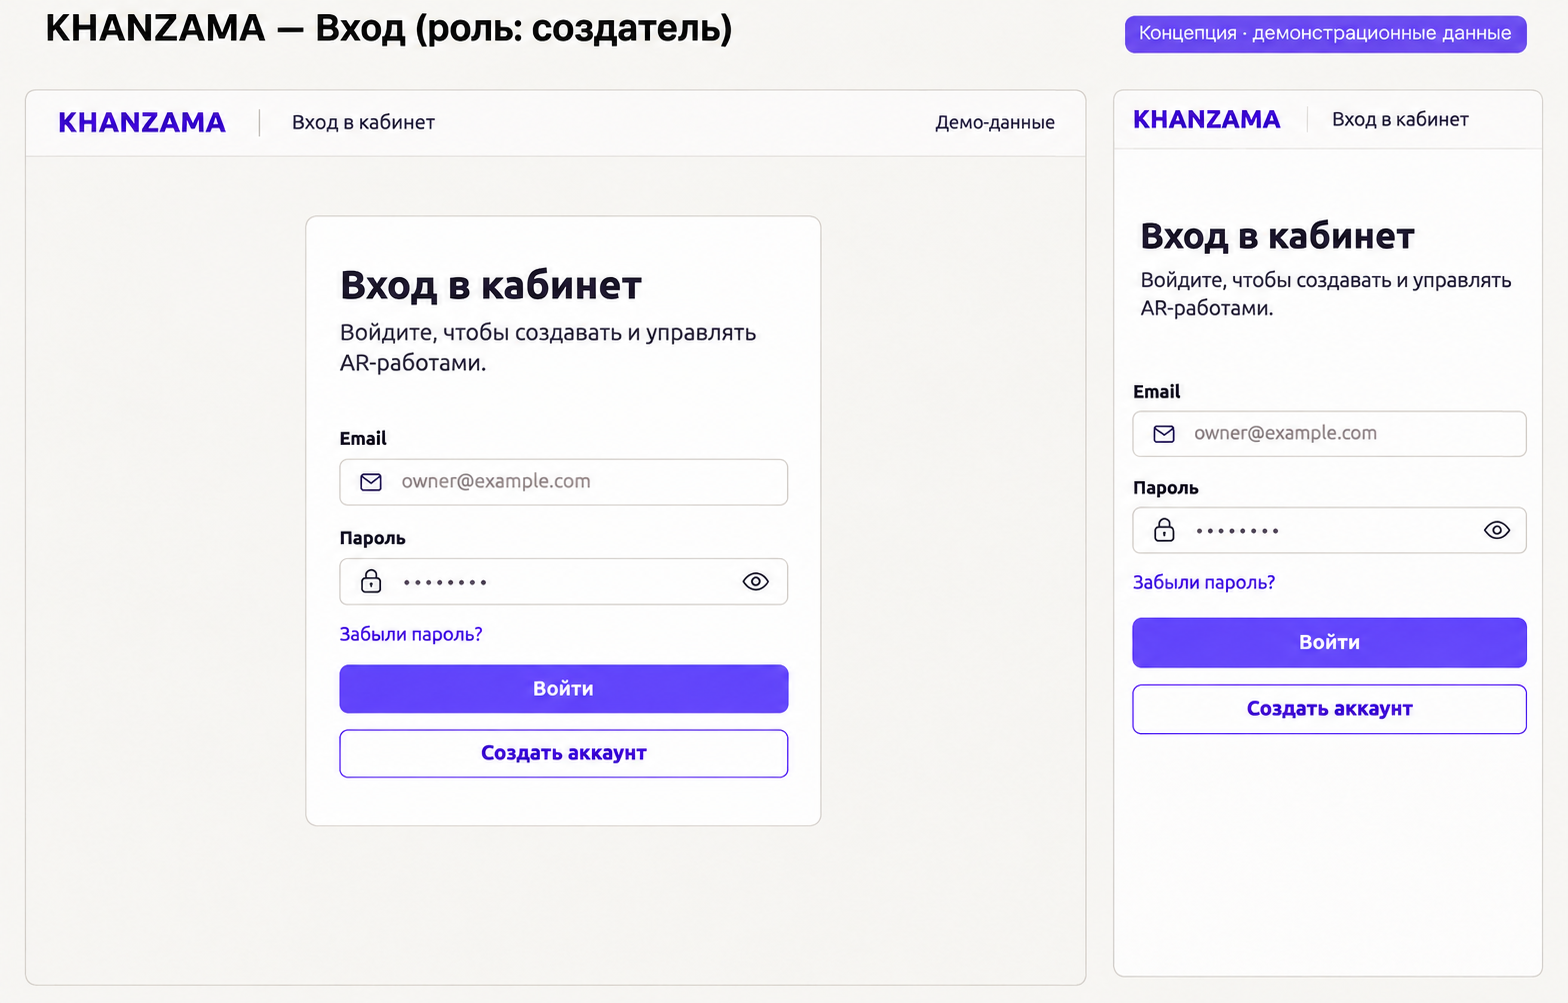 KHANZAMA — Вход (роль: создатель)
Концепция · демонстрационные данные
KHANZAMA
Вход в кабинет
Демо-данные
Вход в кабинет
Войдите, чтобы создавать и управлять
AR-работами.
Email
owner@example.com
Пароль
••••••••
Забыли пароль?
Войти
Создать аккаунт
KHANZAMA
Вход в кабинет
Вход в кабинет
Войдите, чтобы создавать и управлять
AR-работами.
Email
owner@example.com
Пароль
••••••••
Забыли пароль?
Войти
Создать аккаунт